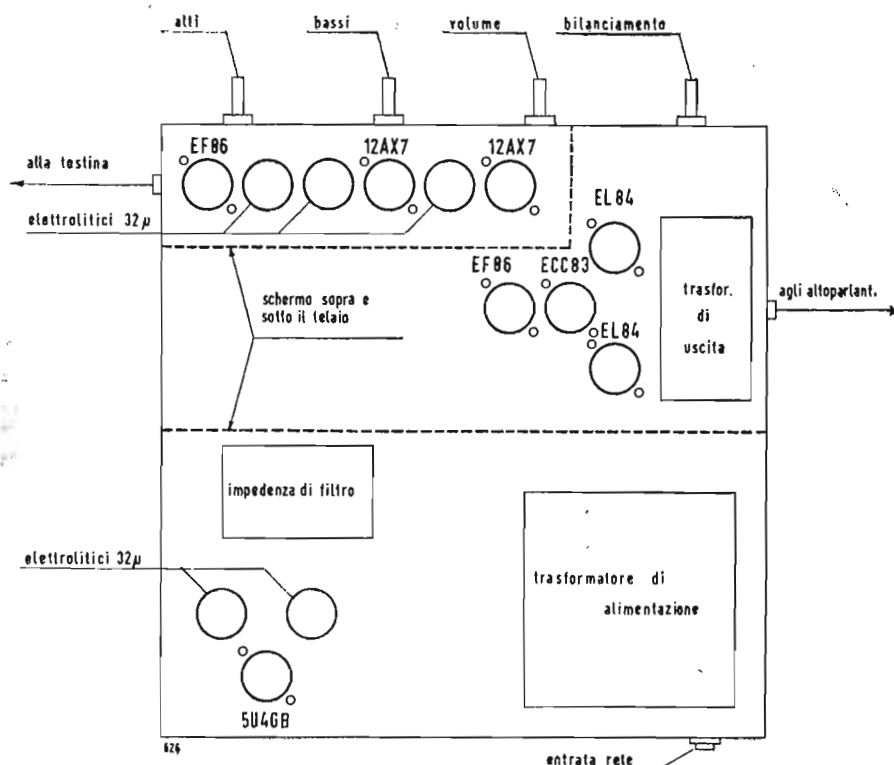 alti
bassi
volume
bilanciamento
EF86
12AX7
12AX7
alla testina
elettrolitici 32µ
EL84
EF86
ECC83
schermo sopra e
sotto il telaio
trasfor.
di
uscita
agli altoparlant.
EL84
impedenza di filtro
elettrolitici 32µ
trasformatore di
alimentazione
5U4GB
626
entrata rete